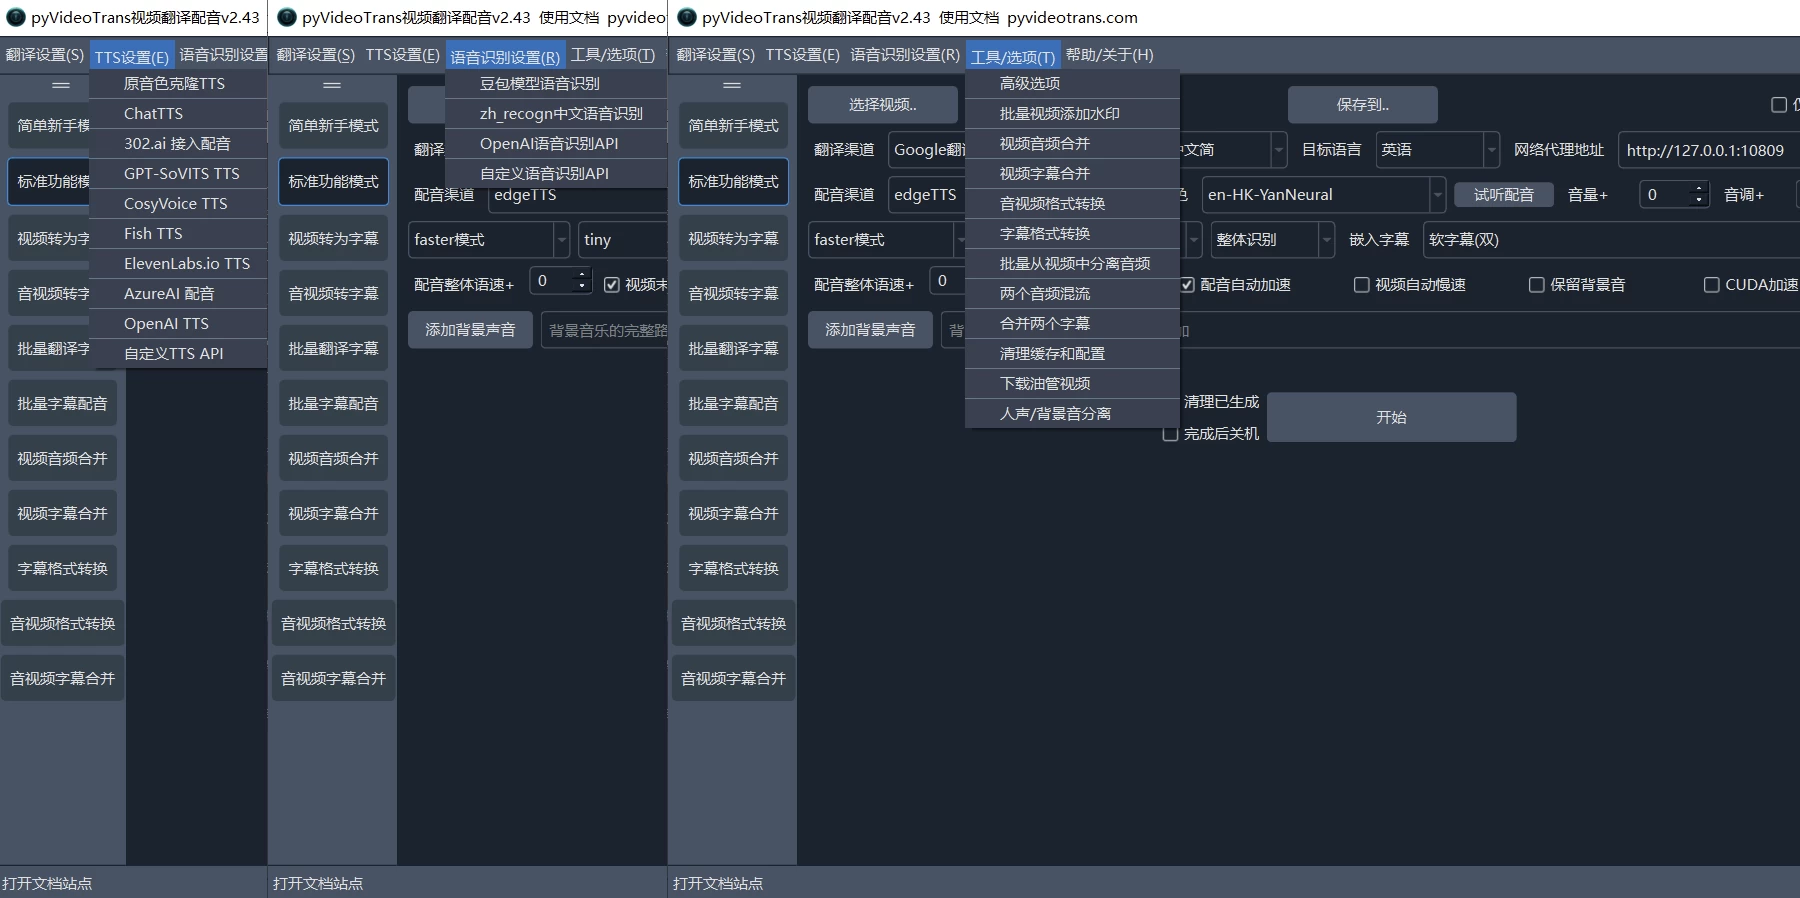 pyVideoTrans视频翻译配音v2.43
翻译设置(S)
TTS设置(E)
语音识别设置
原音色克隆TTS
ChatTTS
302.ai 接入配音
GPT-SoVITS TTS
CosyVoice TTS
Fish TTS
ElevenLabs.io TTS
AzureAI 配音
OpenAI TTS
自定义TTS API
简单新手模
标准功能模
视频转为字
音视频转字
批量翻译字
批量字幕配音
视频音频合并
视频字幕合并
字幕格式转换
音视频格式转换
音视频字幕合并
打开文档站点
pyVideoTrans视频翻译配音v2.43 使用文档 pyvideo
翻译设置(S)
TTS设置(E)
语音识别设置(R)
工具/选项(T)
豆包模型语音识别
zh_recogn中文语音识别
OpenAI语音识别API
自定义语音识别API
简单新手模式
标准功能模式
视频转为字幕
音视频转字幕
批量翻译字幕
批量字幕配音
视频音频合并
视频字幕合并
字幕格式转换
音视频格式转换
音视频字幕合并
翻译
配音渠道
edgeTTS
faster模式
tiny
配音整体语速+
0
视频末
添加背景声音
背景音乐的完整路
打开文档站点
pyVideoTrans视频翻译配音v2.43 使用文档 pyvideotrans.com
翻译设置(S)
TTS设置(E)
语音识别设置(R)
工具/选项(T)
帮助/关于(H)
高级选项
批量视频添加水印
视频音频合并
视频字幕合并
音视频格式转换
字幕格式转换
批量从视频中分离音频
两个音频混流
合并两个字幕
清理缓存和配置
下载油管视频
人声/背景音分离
简单新手模式
标准功能模式
视频转为字幕
音视频转字幕
批量翻译字幕
批量字幕配音
视频音频合并
视频字幕合并
字幕格式转换
音视频格式转换
音视频字幕合并
选择视频..
保存到..
翻译渠道
Google翻
文简
目标语言
英语
网络代理地址
http://127.0.0.1:10809
配音渠道
edgeTTS
en-HK-YanNeural
试听配音
音量+
0
音调+
faster模式
整体识别
嵌入字幕
软字幕(双)
配音整体语速+
0
配音自动加速
视频自动慢速
保留背景音
CUDA加速
添加背景声音
背
加
清理已生成
完成后关机
开始
打开文档站点